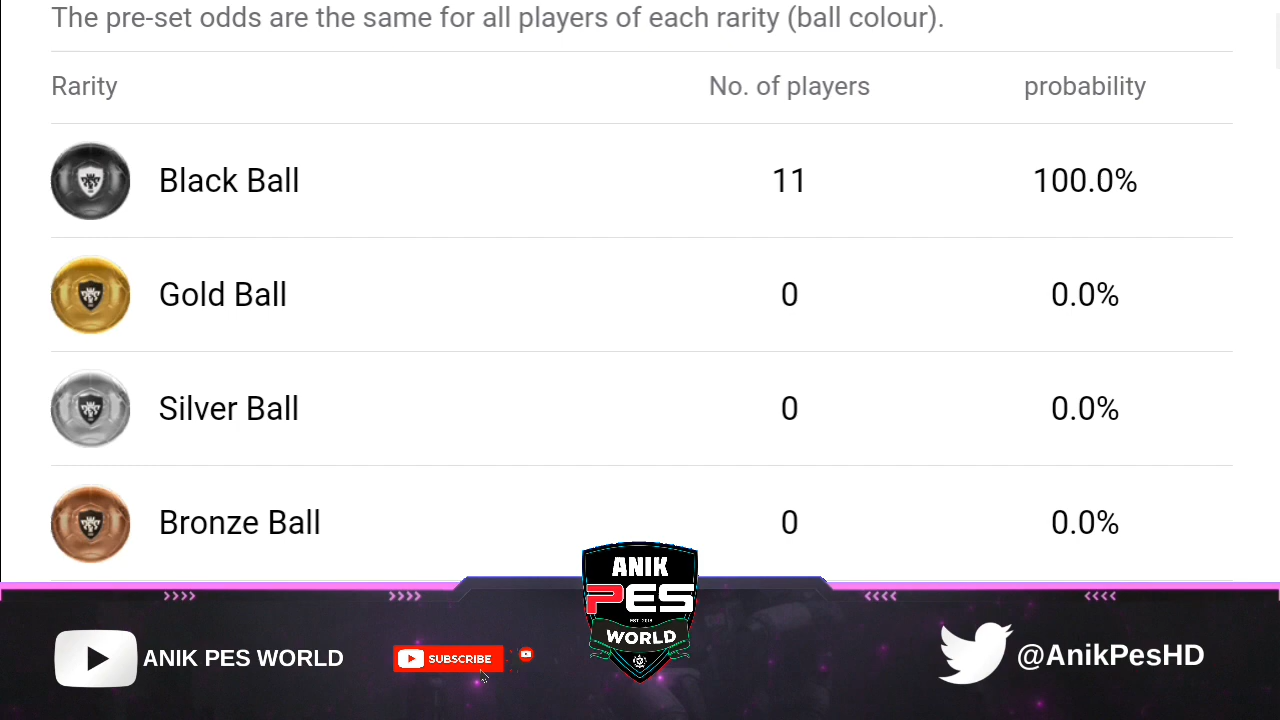 The pre-set odds are the same for all players of each rarity (ball colour).
Rarity No. of players probability
Black Ball 11 100.0%
Gold Ball 0 0.0%
Silver Ball 0 0.0%
Bronze Ball 0 0.0%
ANIK
PES
EST 2018
WORLD
ANIK PES WORLD
SUBSCRIBE
@AnikPesHD